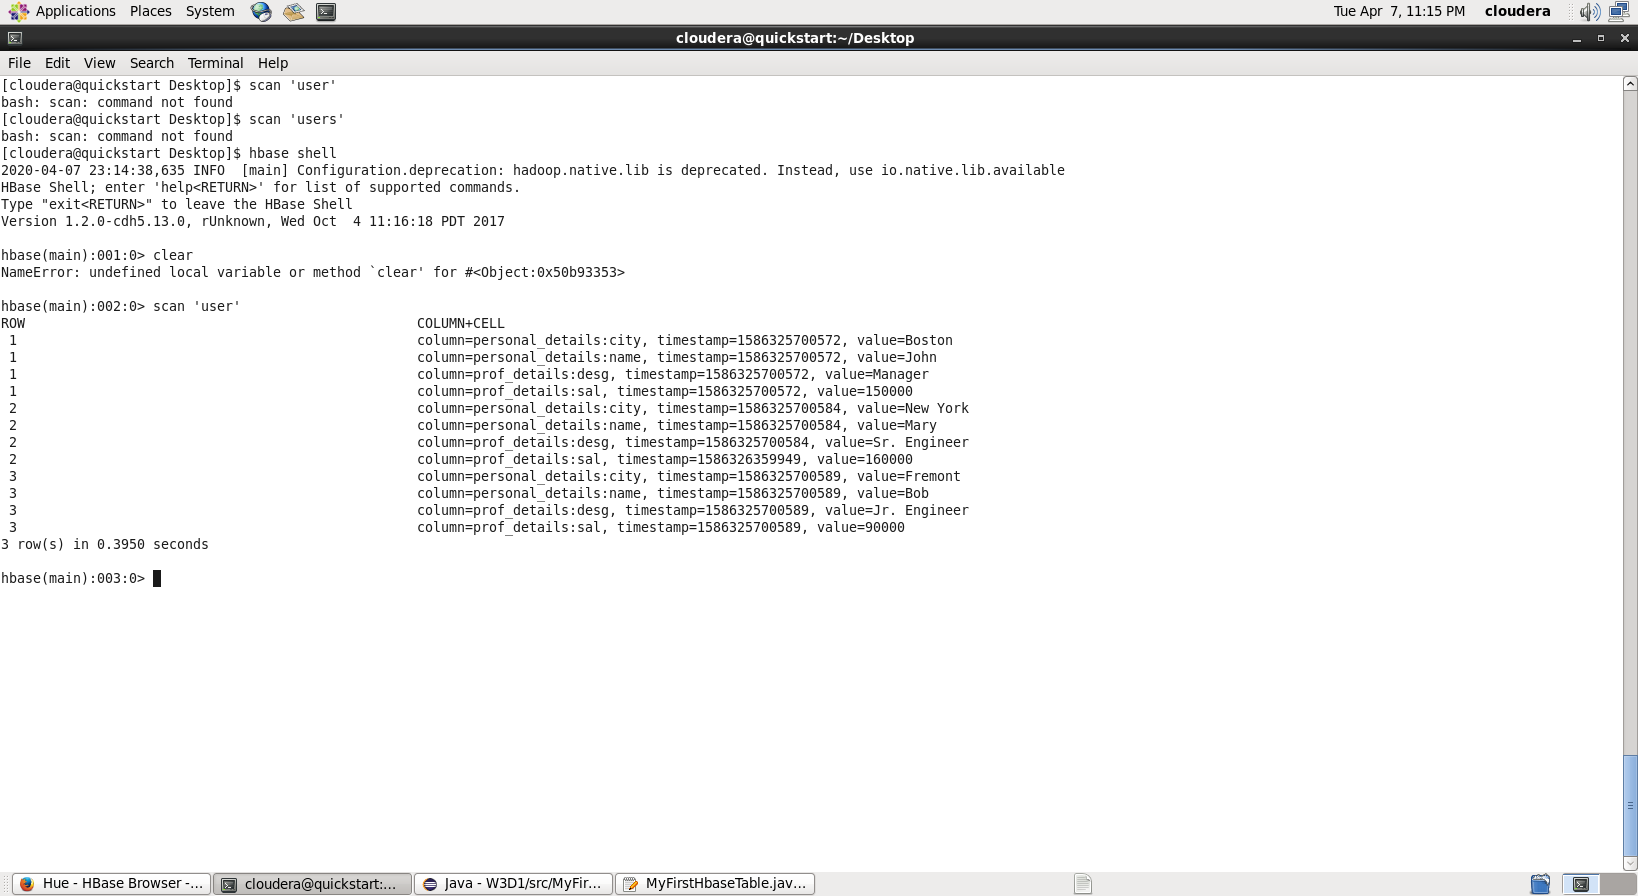 Applications Places System Tue Apr 7, 11:15 PM cloudera
cloudera@quickstart:~/Desktop
File Edit View Search Terminal Help
[cloudera@quickstart Desktop]$ scan 'user'
bash: scan: command not found
[cloudera@quickstart Desktop]$ scan 'users'
bash: scan: command not found
[cloudera@quickstart Desktop]$ hbase shell
2020-04-07 23:14:38,635 INFO  [main] Configuration.deprecation: hadoop.native.lib is deprecated. Instead, use io.native.lib.available
HBase Shell; enter 'help<RETURN>' for list of supported commands.
Type "exit<RETURN>" to leave the HBase Shell
Version 1.2.0-cdh5.13.0, rUnknown, Wed Oct  4 11:16:18 PDT 2017
hbase(main):001:0> clear
NameError: undefined local variable or method `clear' for #<Object:0x50b93353>
hbase(main):002:0> scan 'user'
ROW COLUMN+CELL
1 column=personal_details:city, timestamp=1586325700572, value=Boston
1 column=personal_details:name, timestamp=1586325700572, value=John
1 column=prof_details:desg, timestamp=1586325700572, value=Manager
1 column=prof_details:sal, timestamp=1586325700572, value=150000
2 column=personal_details:city, timestamp=1586325700584, value=New York
2 column=personal_details:name, timestamp=1586325700584, value=Mary
2 column=prof_details:desg, timestamp=1586325700584, value=Sr. Engineer
2 column=prof_details:sal, timestamp=1586326359949, value=160000
3 column=personal_details:city, timestamp=1586325700589, value=Fremont
3 column=personal_details:name, timestamp=1586325700589, value=Bob
3 column=prof_details:desg, timestamp=1586325700589, value=Jr. Engineer
3 column=prof_details:sal, timestamp=1586325700589, value=90000
3 row(s) in 0.3950 seconds
hbase(main):003:0>
Hue - HBase Browser -... cloudera@quickstart:... Java - W3D1/src/MyFir... MyFirstHbaseTable.jav...